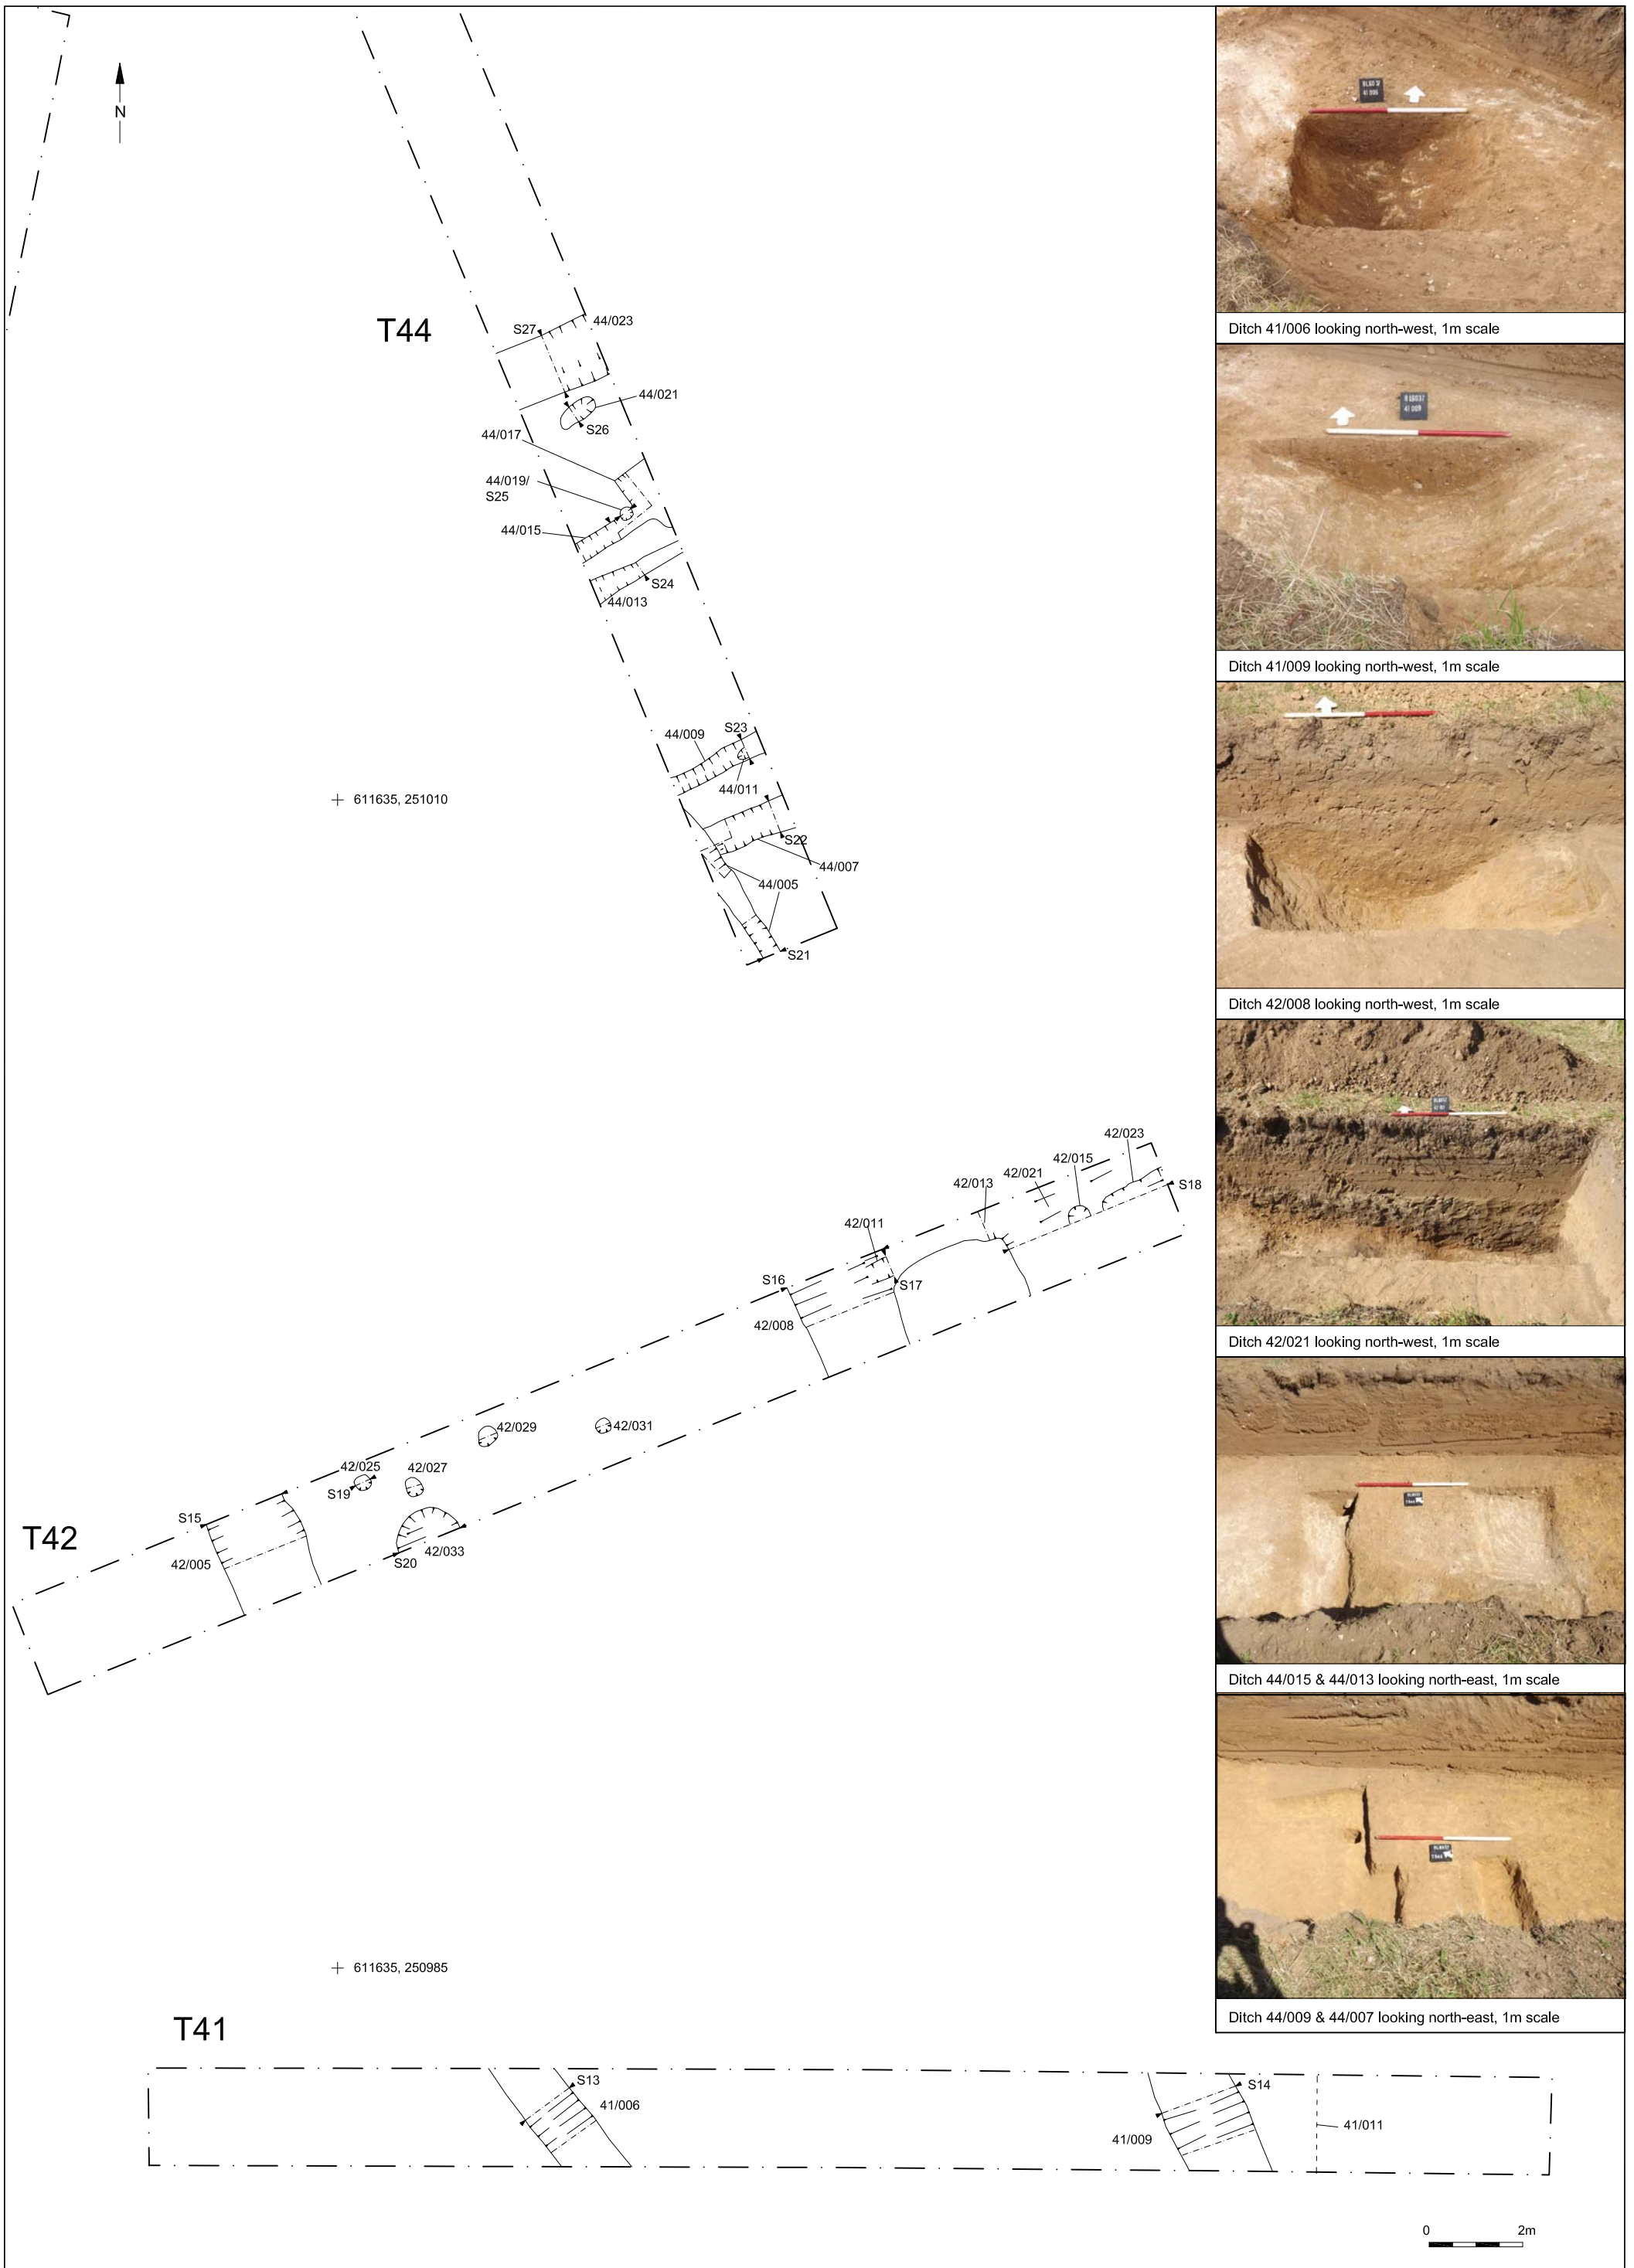 N
T44
S27
44/023
44/021
S26
44/017
44/019/
S25
44/015
S24
44/013
S23
44/009
44/011
611635, 251010
S22
44/007
44/005
S21
42/023
42/015
42/021
42/013
S18
42/011
S16
S17
42/008
42/029
42/031
42/025
42/027
S19
S15
T42
42/005
42/033
S20
611635, 250985
T41
S13
41/006
S14
41/009
41/011
0 2m
Ditch 41/006 looking north-west, 1m scale
Ditch 41/009 looking north-west, 1m scale
Ditch 42/008 looking north-west, 1m scale
Ditch 42/021 looking north-west, 1m scale
Ditch 44/015 & 44/013 looking north-east, 1m scale
Ditch 44/009 & 44/007 looking north-east, 1m scale